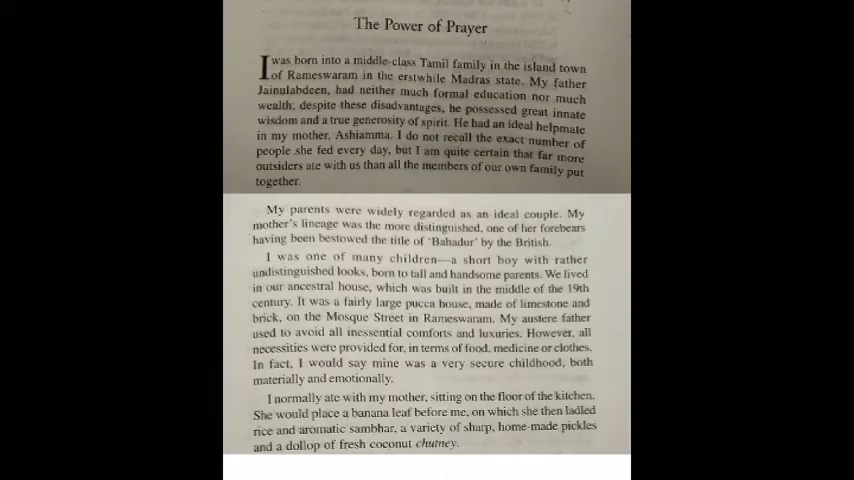 The Power of Prayer
I was born into a middle-class Tamil family in the island town
of Rameswaram in the erstwhile Madras state. My father
Jainulabdeen, had neither much formal education nor much
wealth; despite these disadvantages, he possessed great innate
wisdom and a true generosity of spirit. He had an ideal helpmate
in my mother, Ashiamma. I do not recall the exact number of
people she fed every day, but I am quite certain that far more
outsiders ate with us than all the members of our own family put
together.
My parents were widely regarded as an ideal couple. My
mother's lineage was the more distinguished, one of her forebears
having been bestowed the title of 'Bahadur' by the British.
I was one of many children—a short boy with rather
undistinguished looks, born to tall and handsome parents. We lived
in our ancestral house, which was built in the middle of the 19th
century. It was a fairly large pucca house, made of limestone and
brick, on the Mosque Street in Rameswaram. My austere father
used to avoid all inessential comforts and luxuries. However, all
necessities were provided for, in terms of food, medicine or clothes.
In fact, I would say mine was a very secure childhood, both
materially and emotionally.
I normally ate with my mother, sitting on the floor of the kitchen.
She would place a banana leaf before me, on which she then ladled
rice and aromatic sambhar, a variety of sharp, home-made pickles
and a dollop of fresh coconut chutney.